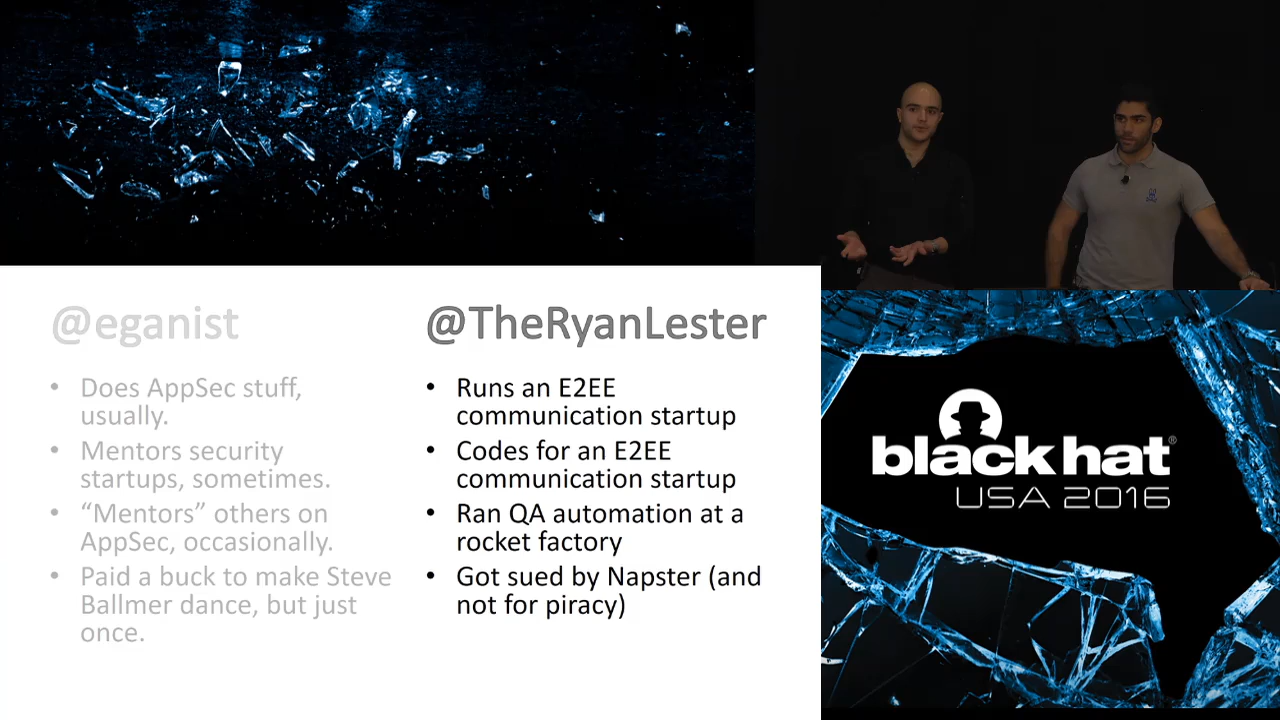 @eganist
• Does AppSec stuff,
usually.
• Mentors security
startups, sometimes.
• “Mentors” others on
AppSec, occasionally.
• Paid a buck to make Steve
Ballmer dance, but just
once.
@TheRyanLester
• Runs an E2EE
communication startup
• Codes for an E2EE
communication startup
• Ran QA automation at a
rocket factory
• Got sued by Napster (and
not for piracy)
black hat®
USA 2016